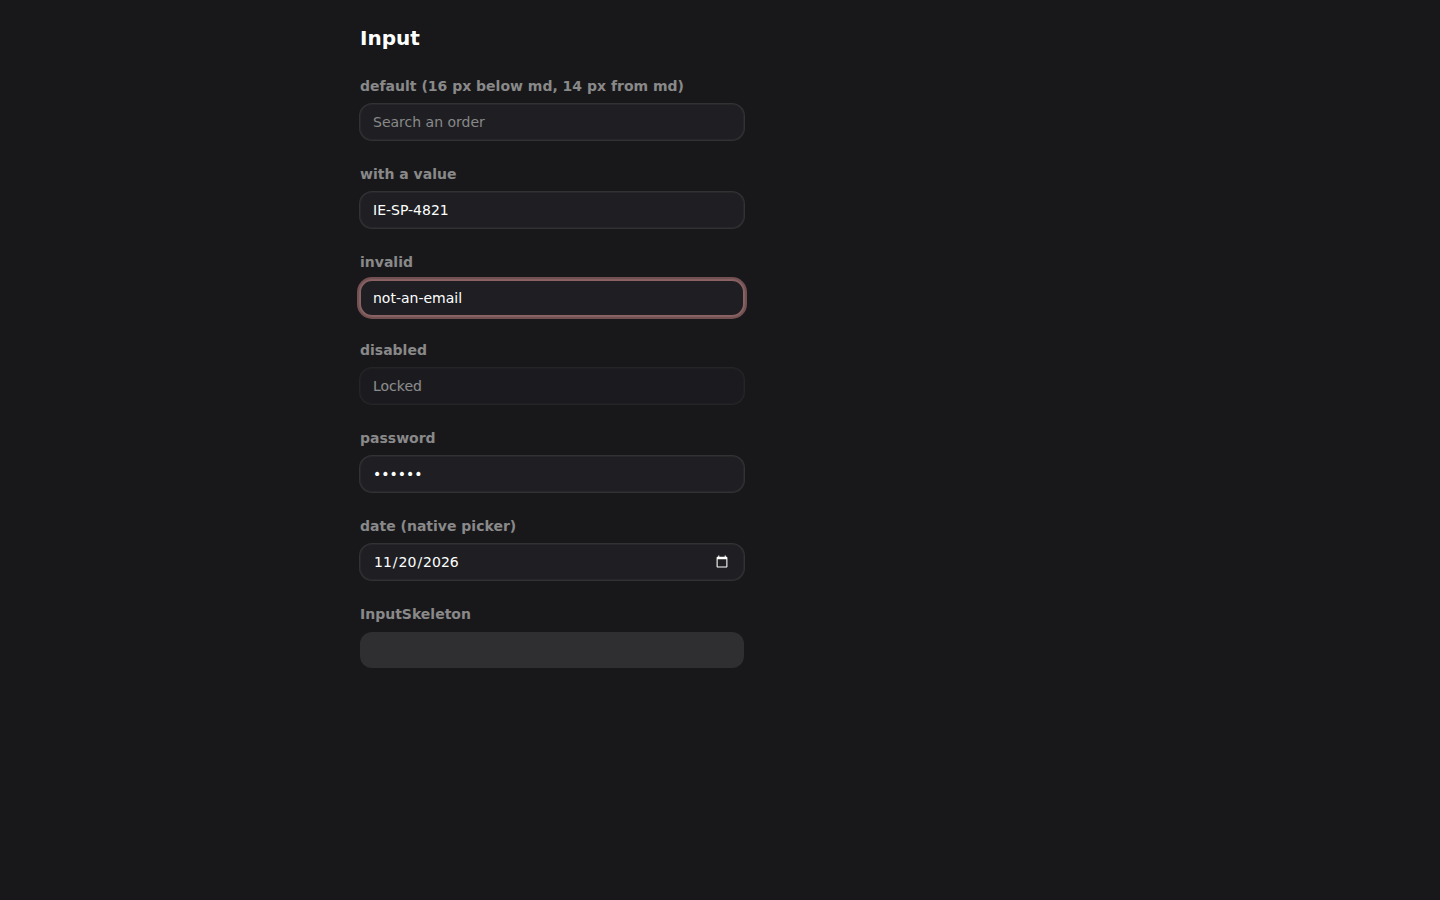 Input
default (16 px below md, 14 px from md)
Search an order
with a value
IE-SP-4821
invalid
not-an-email
disabled
Locked
password
••••••
date (native picker)
11/20/2026
InputSkeleton